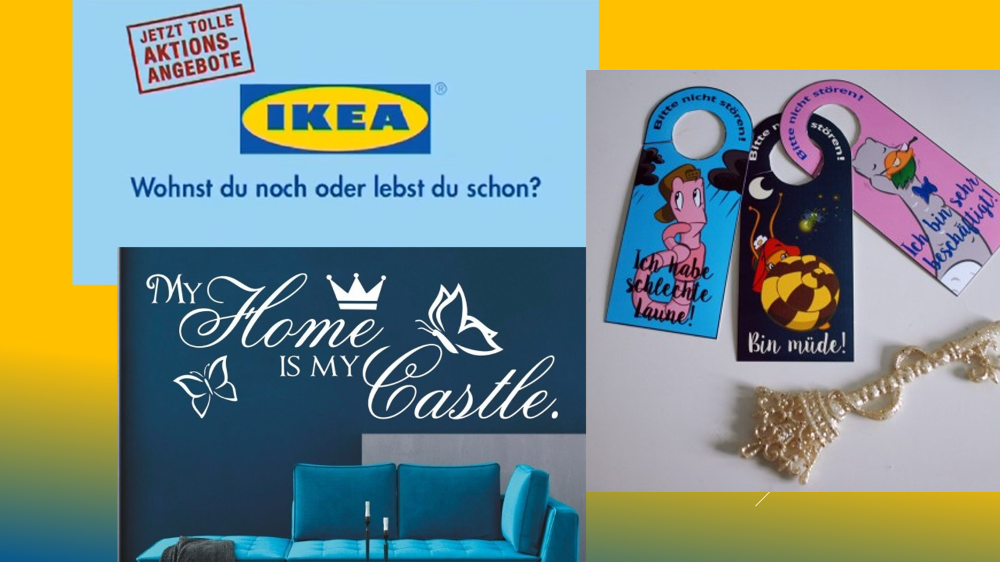 JETZT TOLLE
AKTIONS-
ANGEBOTE
IKEA®
Wohnst du noch oder lebst du schon?
MY Home
IS MY Castle.
Bitte nicht stören!
Ich habe
schlechte
Laune!
Bitte n stören!
Bin müde!
Bitte nicht stören!
Ich bin sehr
beschäftigt!